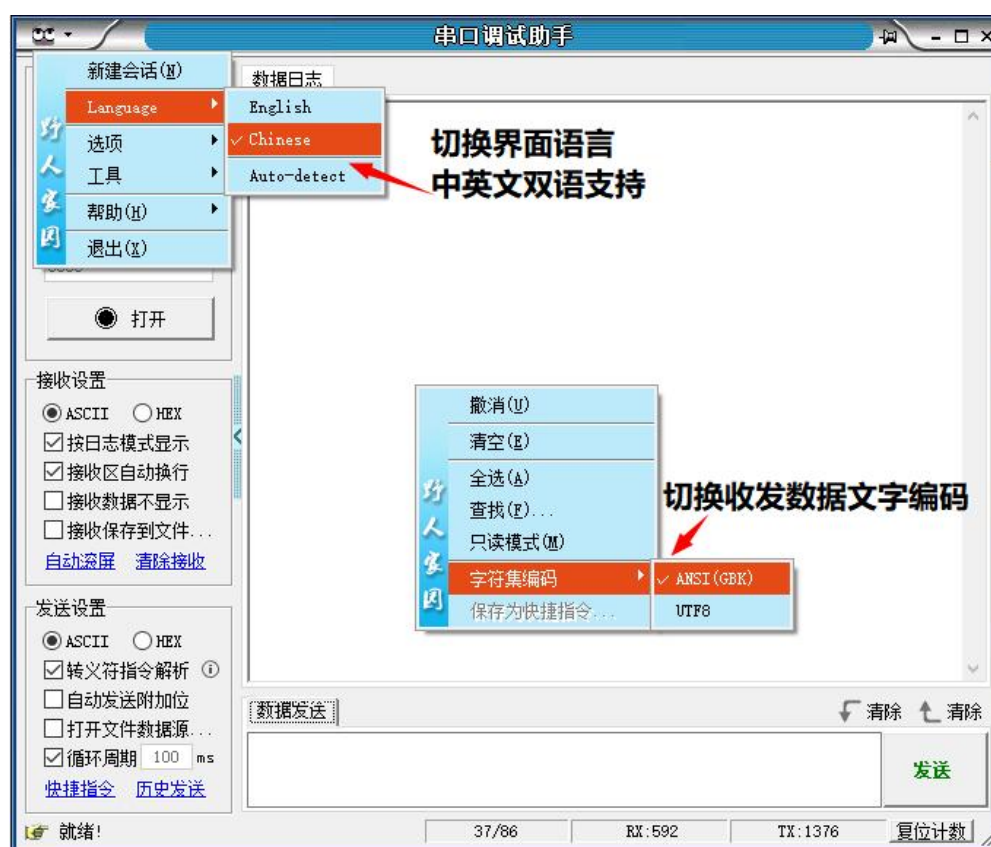 串口调试助手
新建会话(N)
Language
选项
工具
帮助(H)
退出(X)
野人家园
English
Chinese
Auto-detect
数据日志
切换界面语言
中英文双语支持
打开
接收设置
ASCII HEX
按日志模式显示
接收区自动换行
接收数据不显示
接收保存到文件...
自动滚屏 清除接收
撤消(U)
清空(E)
全选(A)
查找(F)...
只读模式(M)
字符集编码
保存为快捷指令...
野人家园
ANSI(GBK)
UTF8
切换收发数据文字编码
发送设置
ASCII HEX
转义符指令解析
自动发送附加位
打开文件数据源...
循环周期 100 ms
快捷指令 历史发送
数据发送 清除 清除
发送
就绪! 37/86 RX:592 TX:1376 复位计数